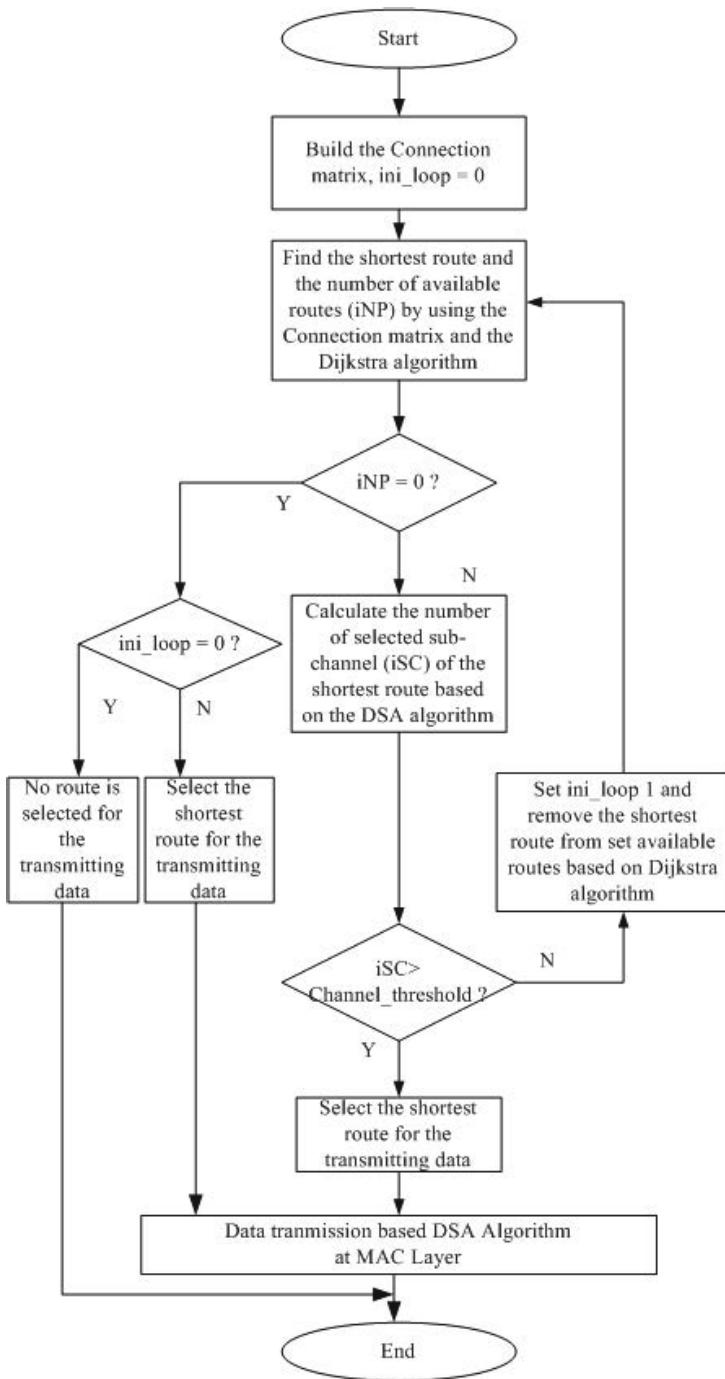 Start
Build the Connection
matrix, ini_loop = 0
Find the shortest route and
the number of available
routes (iNP) by using the
Connection matrix and the
Dijkstra algorithm
iNP = 0 ?
Y
N
ini_loop = 0 ?
Y
N
Calculate the number
of selected sub-
channel (iSC) of the
shortest route based
on the DSA algorithm
No route is
selected for
the
transmitting
data
Select the
shortest
route for the
transmitting
data
Set ini_loop 1 and
remove the shortest
route from set available
routes based on Dijkstra
algorithm
iSC>
Channel_threshold ?
N
Y
Select the shortest
route for the
transmitting data
Data tranmission based DSA Algorithm
at MAC Layer
End